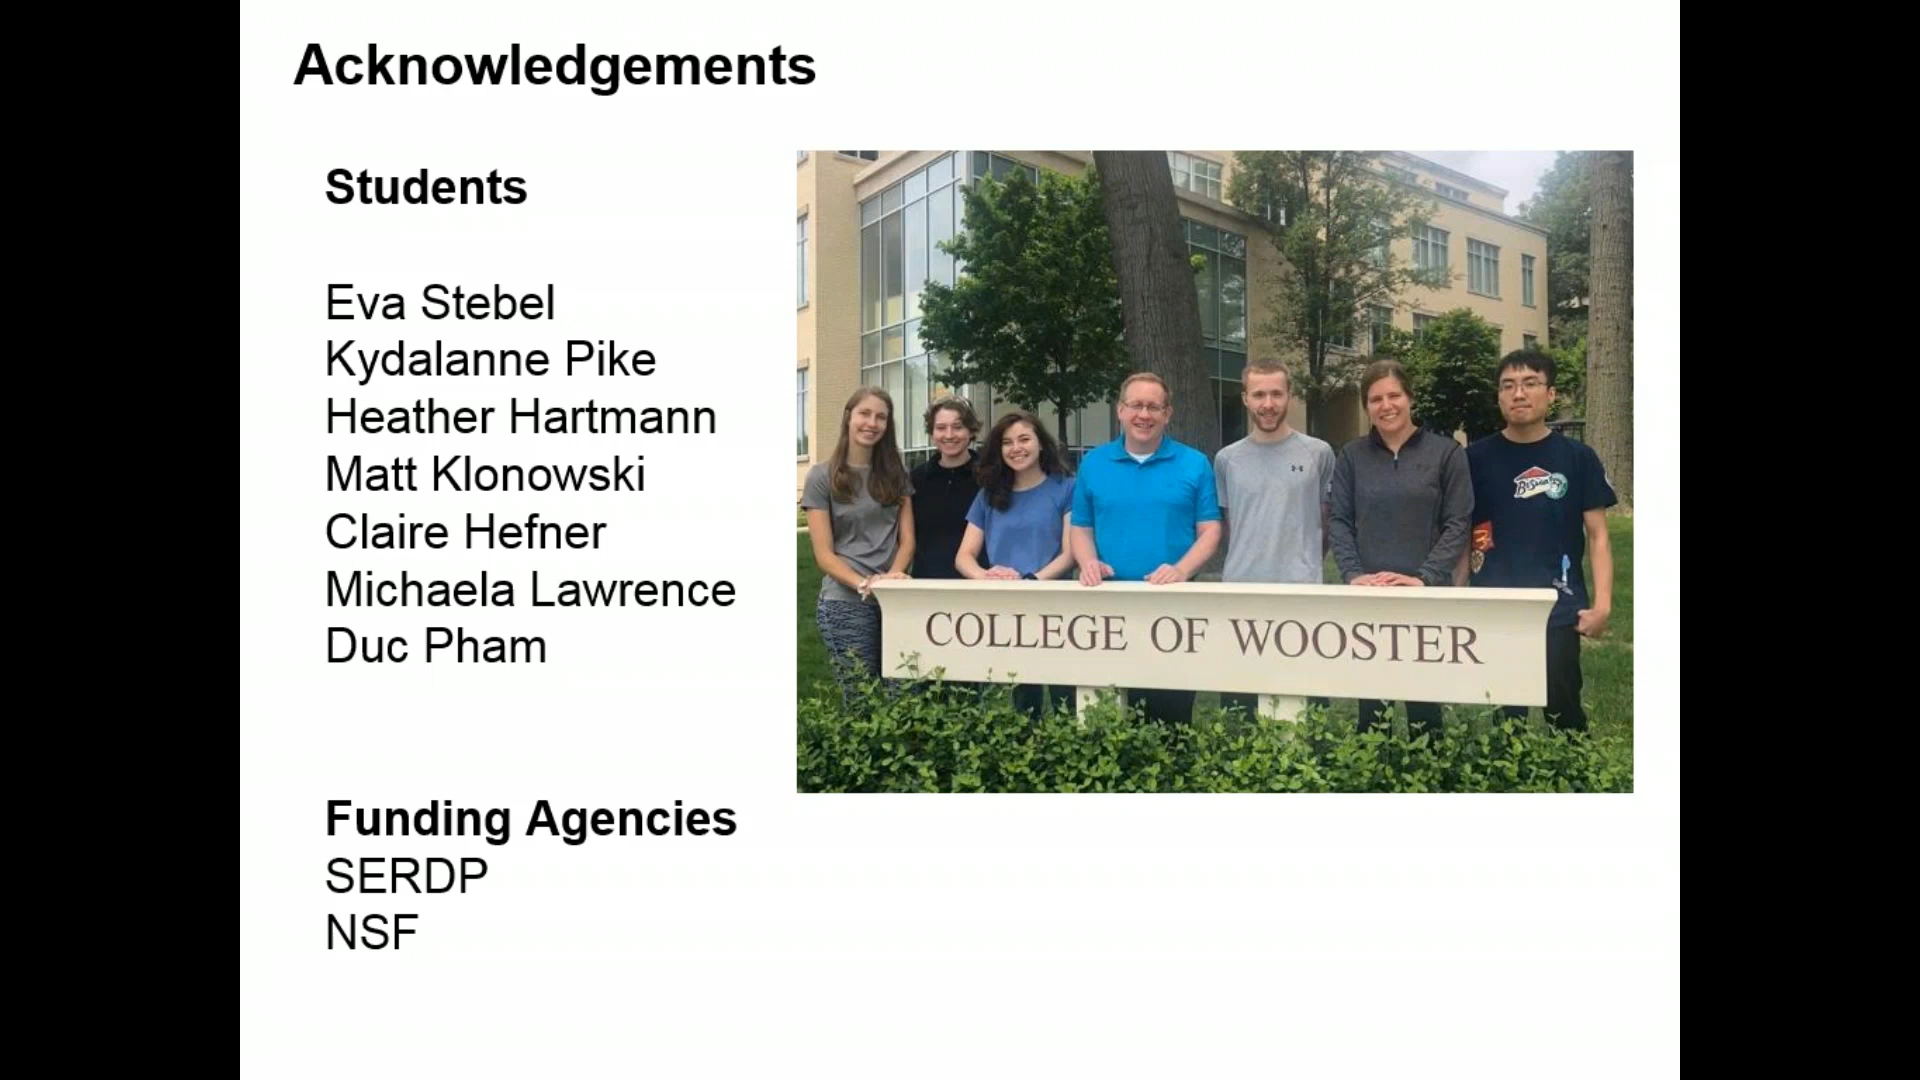 Acknowledgements
Students
Eva Stebel
Kydalanne Pike
Heather Hartmann
Matt Klonowski
Claire Hefner
Michaela Lawrence
Duc Pham
Funding Agencies
SERDP
NSF
COLLEGE OF WOOSTER